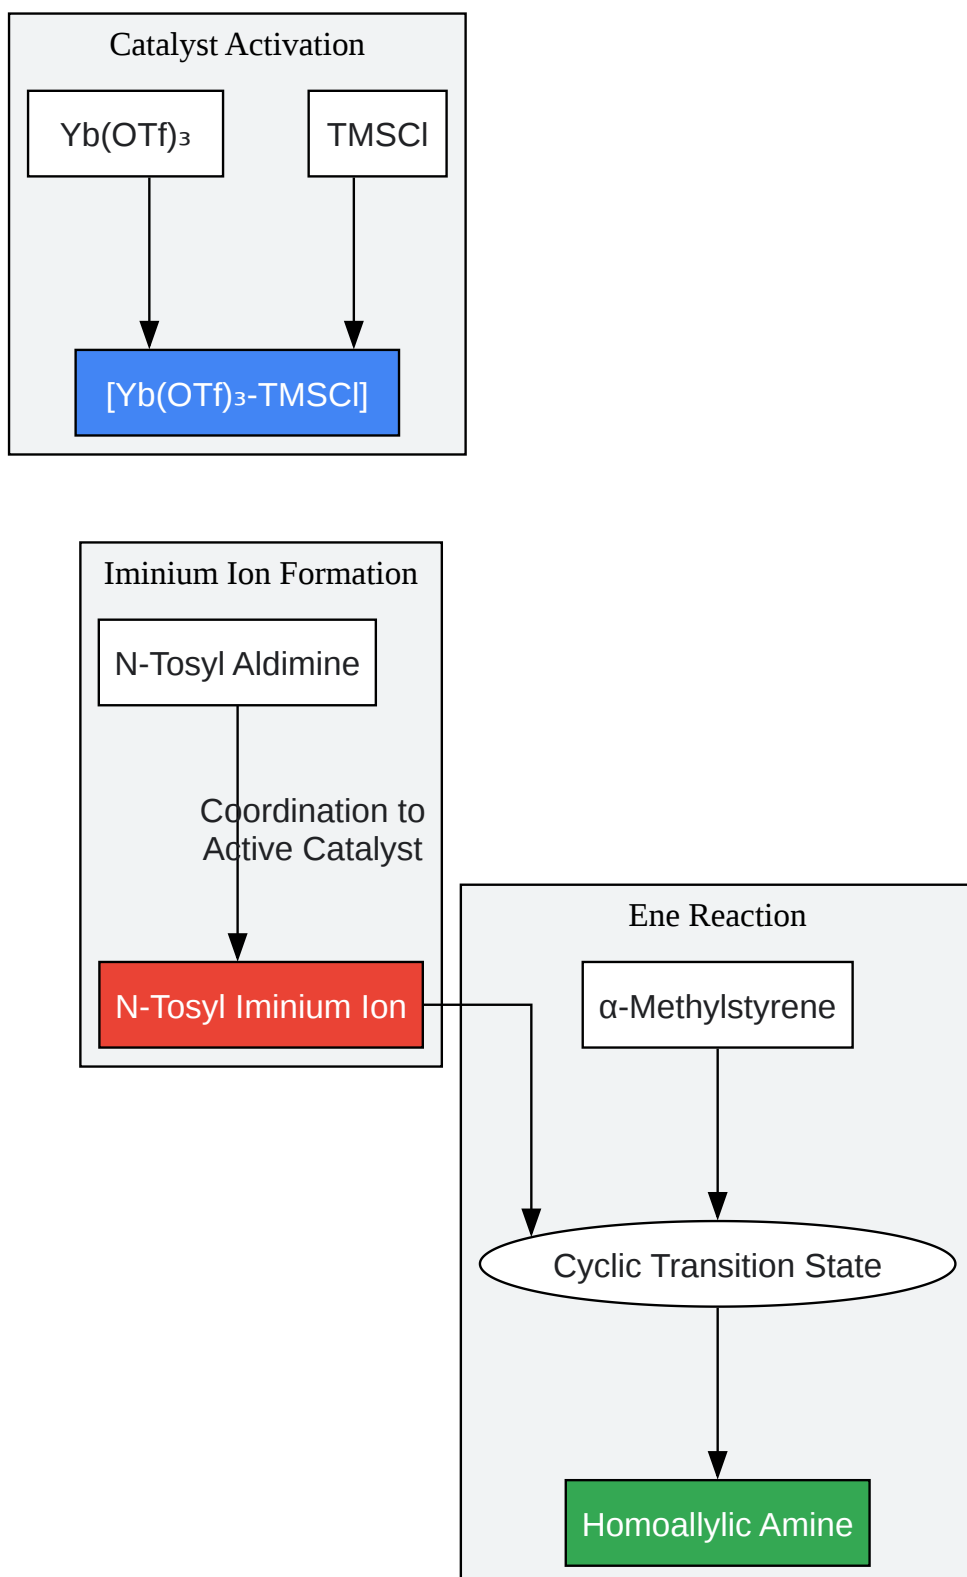 Catalyst Activation
Yb(OTf)₃
TMSCl
[Yb(OTf)₃-TMSCl]
Iminium Ion Formation
N-Tosyl Aldimine
Coordination to
Active Catalyst
N-Tosyl Iminium Ion
Ene Reaction
α-Methylstyrene
Cyclic Transition State
Homoallylic Amine